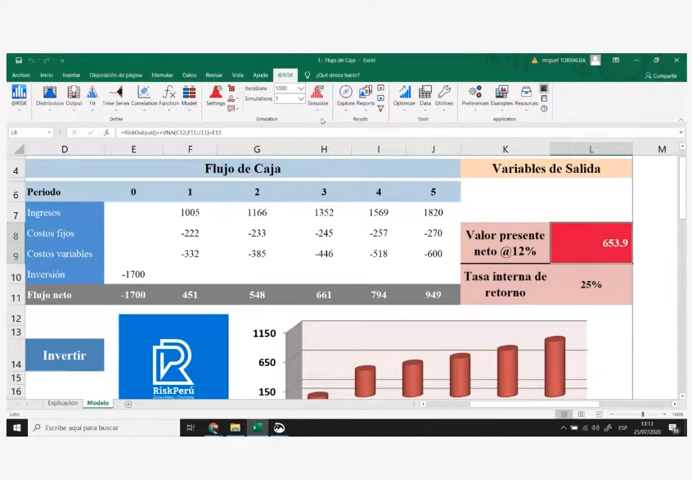 1.- Flujo de Caja - Excel
miguel TORRALBA
Archivo Inicio Insertar Disposición de página Fórmulas Datos Revisar Vista Ayuda @RISK ¿Qué desea hacer? Compartir
Iterations 1000
Simulations 1
@RISK Distribution Output Fit Time Series Correlation Function Model Settings Simulate Explore Reports Optimize Data Utilities Preferences Examples Resources
Define Simulation Results Tools Application
L8
D E F G H I J K L M
4 Flujo de Caja Variables de Salida
6 Periodo 0 1 2 3 4 5
7 Ingresos 1005 1166 1352 1569 1820
8 Costos fijos -222 -233 -245 -257 -270
Valor presente neto @12% 653.9
9 Costos variables -332 -385 -446 -518 -600
10 Inversión -1700
Tasa interna de retorno 25%
11 Flujo neto -1700 451 548 661 794 949
12
13 1150
14 Invertir 650
15
16 150
RiskPerú
Explicación Modelo
160%
Escribe aquí para buscar
ESP
13:13
25/07/2020